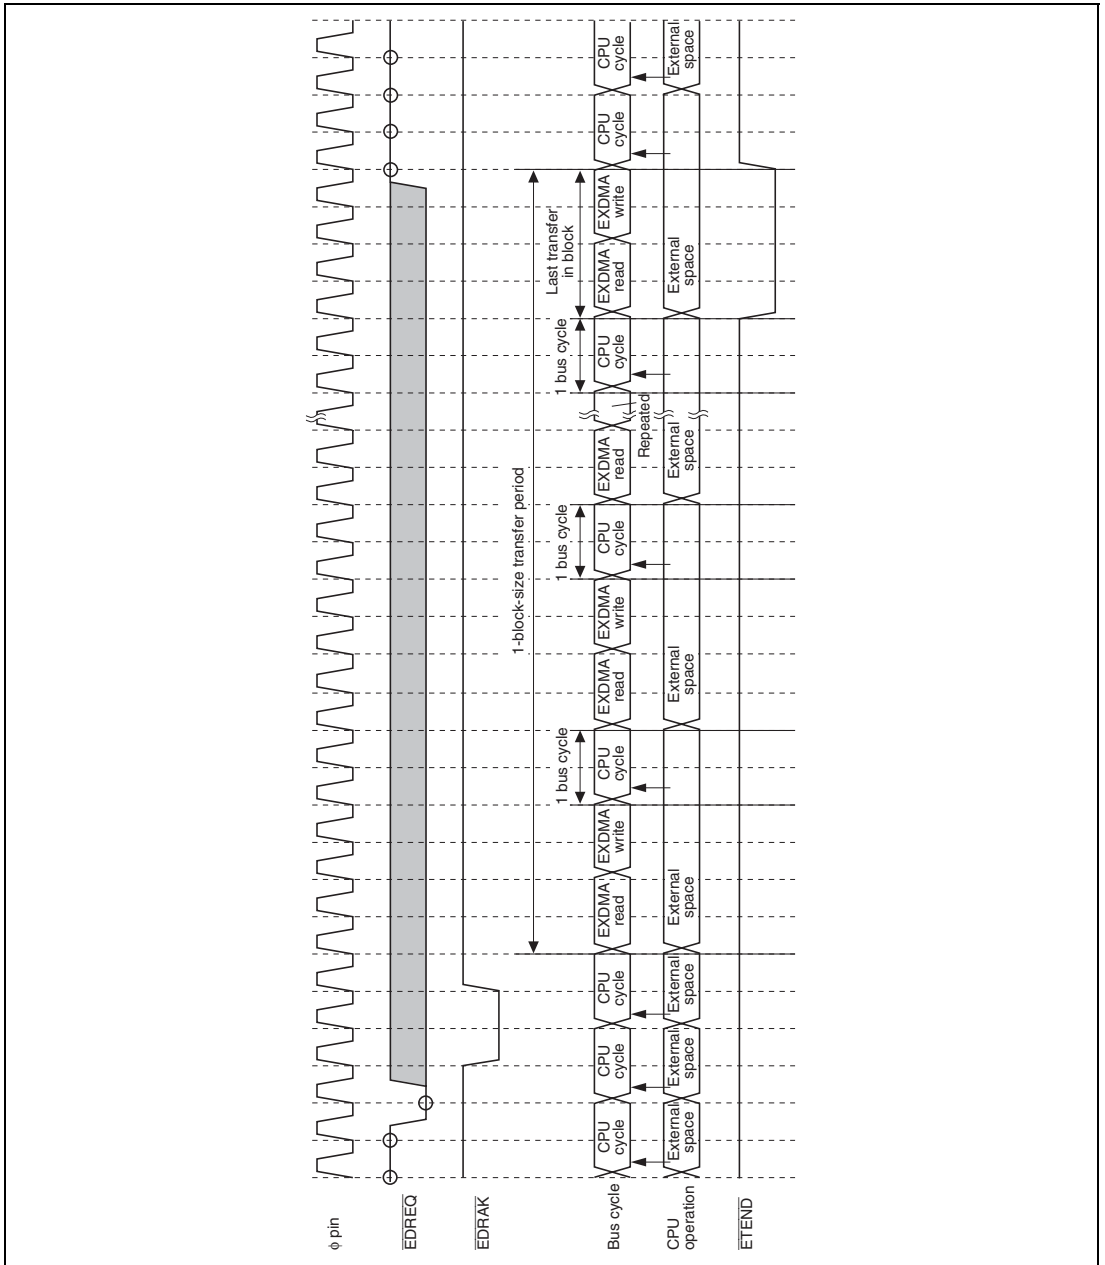 φ pin
EDREQ
EDRAK
1-block-size transfer period
Last transfer
in block
1 bus cycle
1 bus cycle
1 bus cycle
Bus cycle
CPU
cycle
CPU
cycle
CPU
cycle
EXDMA
read
EXDMA
write
CPU
cycle
EXDMA
read
EXDMA
write
CPU
cycle
EXDMA
read
Repeated
CPU
cycle
EXDMA
read
EXDMA
write
CPU
cycle
CPU
cycle
CPU
operation
External
space
External
space
External
space
External
space
External
space
External
space
External
space
External
space
ETEND